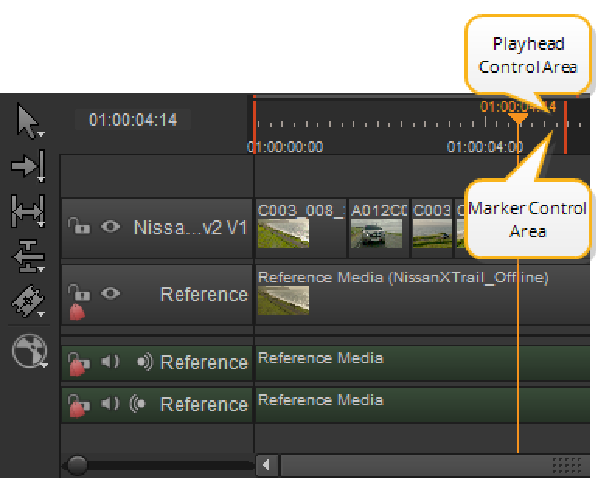 Playhead
Control Area
01:00:04:14
01:00:04:14
01:00:00:00
01:00:04:00
Nissa...v2 V1
C003_008_
A012C
C003
Marker Control
Area
Reference
Reference Media (NissanXTrail_Offline)
Reference
Reference Media
Reference
Reference Media